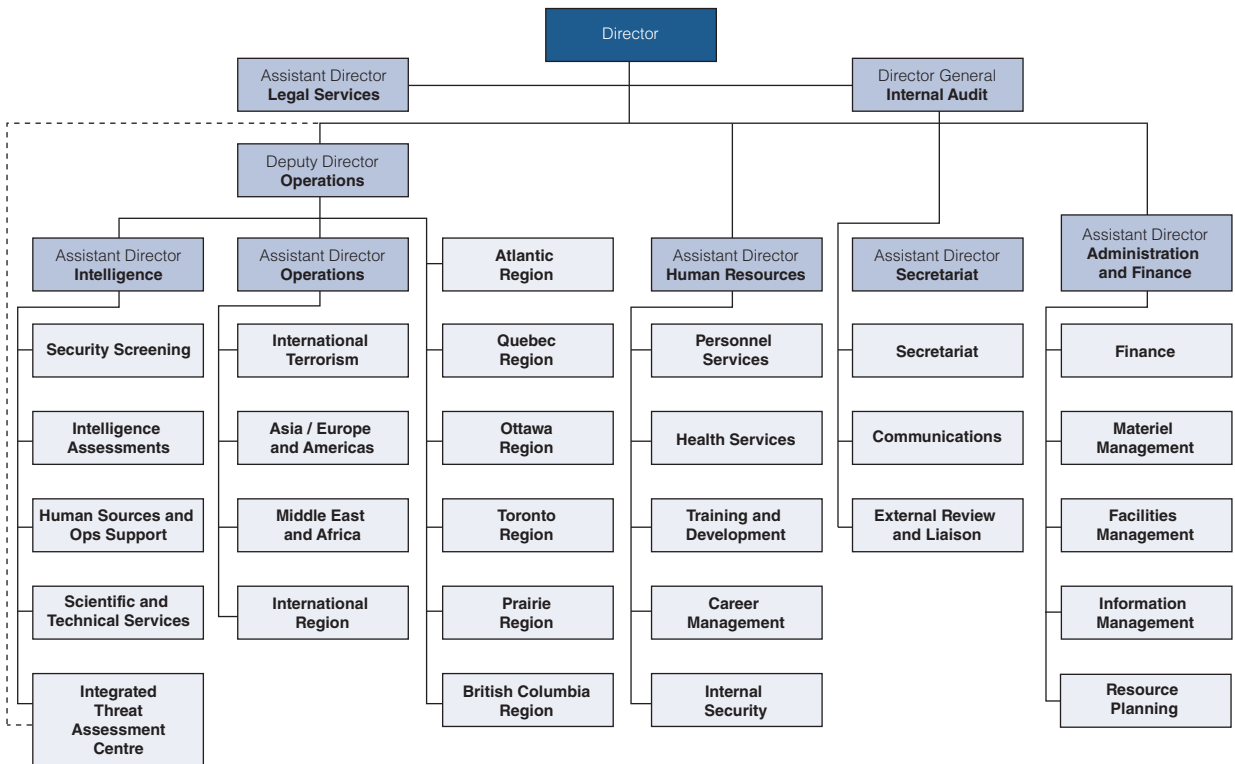 Director
Assistant Director
Legal Services
Director General
Internal Audit
Deputy Director
Operations
Assistant Director
Intelligence
Security Screening
Intelligence
Assessments
Human Sources and
Ops Support
Scientific and
Technical Services
Integrated
Threat
Assessment
Centre
Assistant Director
Operations
International
Terrorism
Asia / Europe
and Americas
Middle East
and Africa
International
Region
Atlantic
Region
Quebec
Region
Ottawa
Region
Toronto
Region
Prairie
Region
British Columbia
Region
Assistant Director
Human Resources
Personnel
Services
Health Services
Training and
Development
Career
Management
Internal
Security
Assistant Director
Secretariat
Secretariat
Communications
External Review
and Liaison
Assistant Director
Administration
and Finance
Finance
Materiel
Management
Facilities
Management
Information
Management
Resource
Planning